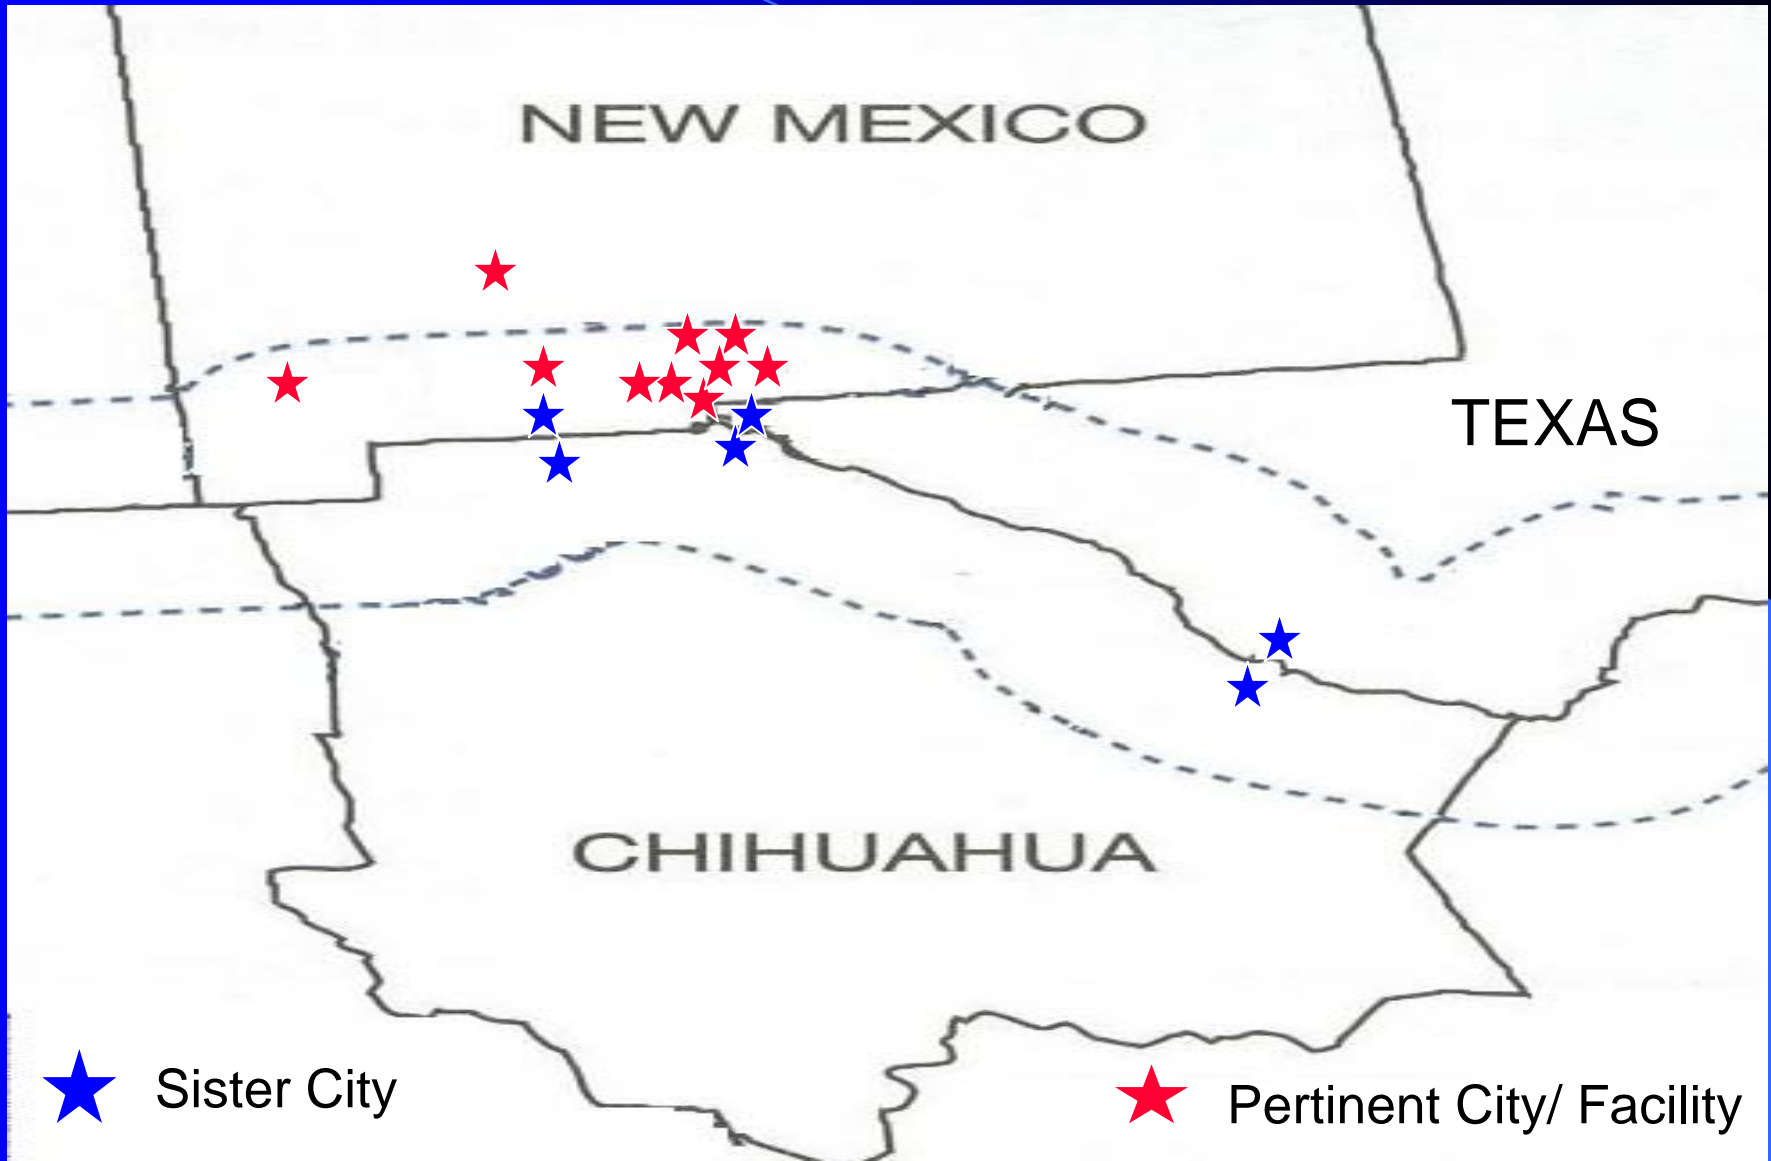 NEW MEXICO
TEXAS
CHIHUAHUA
Sister City
Pertinent City/ Facility